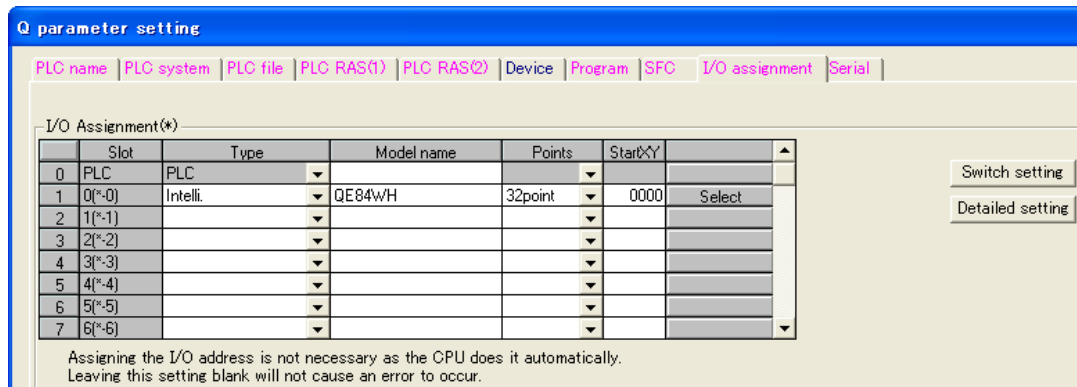 Q parameter setting
PLC name PLC system PLC file PLC RAS(1) PLC RAS(2) Device Program SFC I/O assignment Serial
I/O Assignment(*)
Slot Type Model name Points StartXY
0 PLC PLC
1 0(*-0) Intelli. QE84WH 32point 0000 Select
2 1(*-1)
3 2(*-2)
4 3(*-3)
5 4(*-4)
6 5(*-5)
7 6(*-6)
Switch setting
Detailed setting
Assigning the I/O address is not necessary as the CPU does it automatically.
Leaving this setting blank will not cause an error to occur.